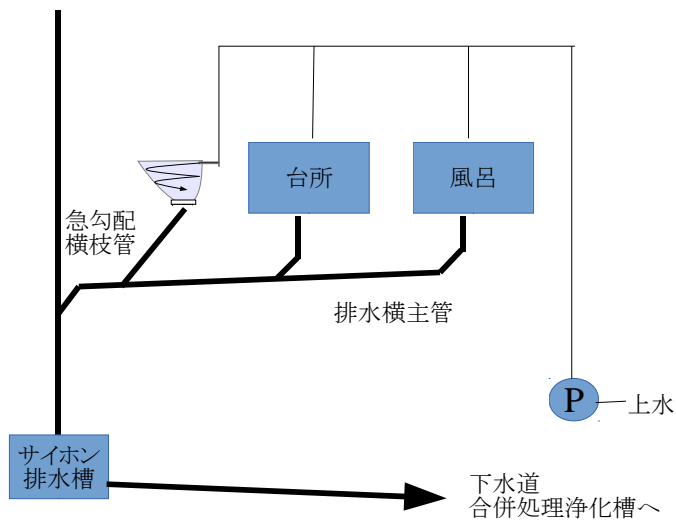 台所
風呂
急勾配
横枝管
排水横主管
P
上水
サイホン
排水槽
下水道
合併処理浄化槽へ